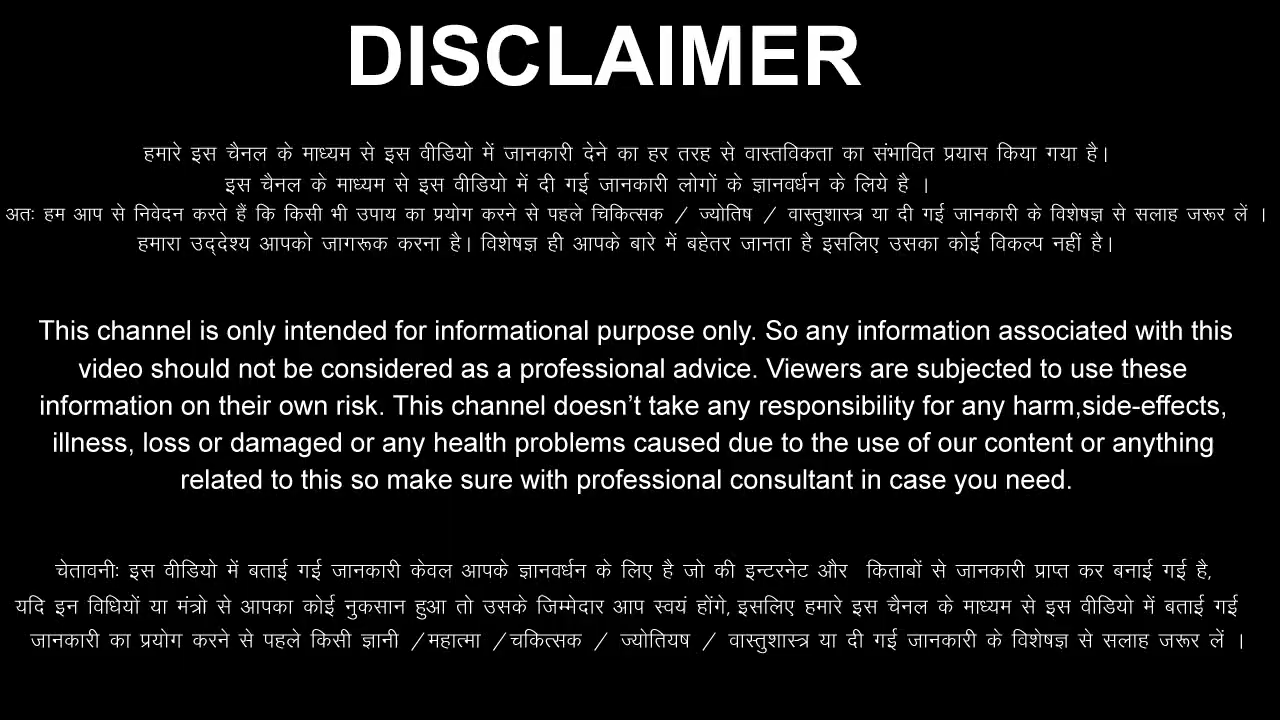 DISCLAIMER
हमारे इस चैनल के माध्यम से इस वीडियो में जानकारी देने का हर तरह से वास्तविकता का संभावित प्रयास किया गया है।
इस चैनल के माध्यम से इस वीडियो में दी गई जानकारी लोगों के ज्ञानवर्धन के लिये है ।
अतः हम आप से निवेदन करते हैं कि किसी भी उपाय का प्रयोग करने से पहले चिकित्सक / ज्योतिष / वास्तुशास्त्र या दी गई जानकारी के विशेषज्ञ से सलाह जरूर लें ।
हमारा उद्देश्य आपको जागरूक करना है। विशेषज्ञ ही आपके बारे में बहेतर जानता है इसलिए उसका कोई विकल्प नहीं है।
This channel is only intended for informational purpose only. So any information associated with this
video should not be considered as a professional advice. Viewers are subjected to use these
information on their own risk. This channel doesn’t take any responsibility for any harm,side-effects,
illness, loss or damaged or any health problems caused due to the use of our content or anything
related to this so make sure with professional consultant in case you need.
चेतावनीः इस वीडियो में बताई गई जानकारी केवल आपके ज्ञानवर्धन के लिए है जो की इन्टरनेट और किताबों से जानकारी प्राप्त कर बनाई गई है,
यदि इन विधियों या मंत्रो से आपका कोई नुकसान हुआ तो उसके जिम्मेदार आप स्वयं होंगे, इसलिए हमारे इस चैनल के माध्यम से इस वीडियो में बताई गई
जानकारी का प्रयोग करने से पहले किसी ज्ञानी /महात्मा /चकित्सक / ज्योतियष / वास्तुशास्त्र या दी गई जानकारी के विशेषज्ञ से सलाह जरूर लें ।